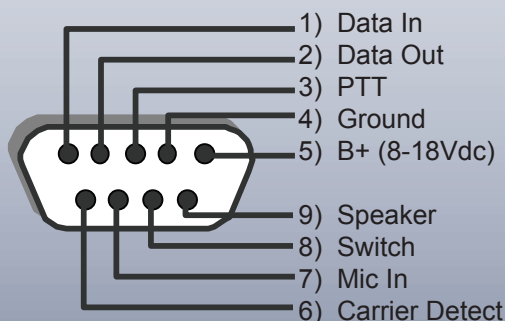 1) Data In
2) Data Out
3) PTT
4) Ground
5) B+ (8-18Vdc)
9) Speaker
8) Switch
7) Mic In
6) Carrier Detect